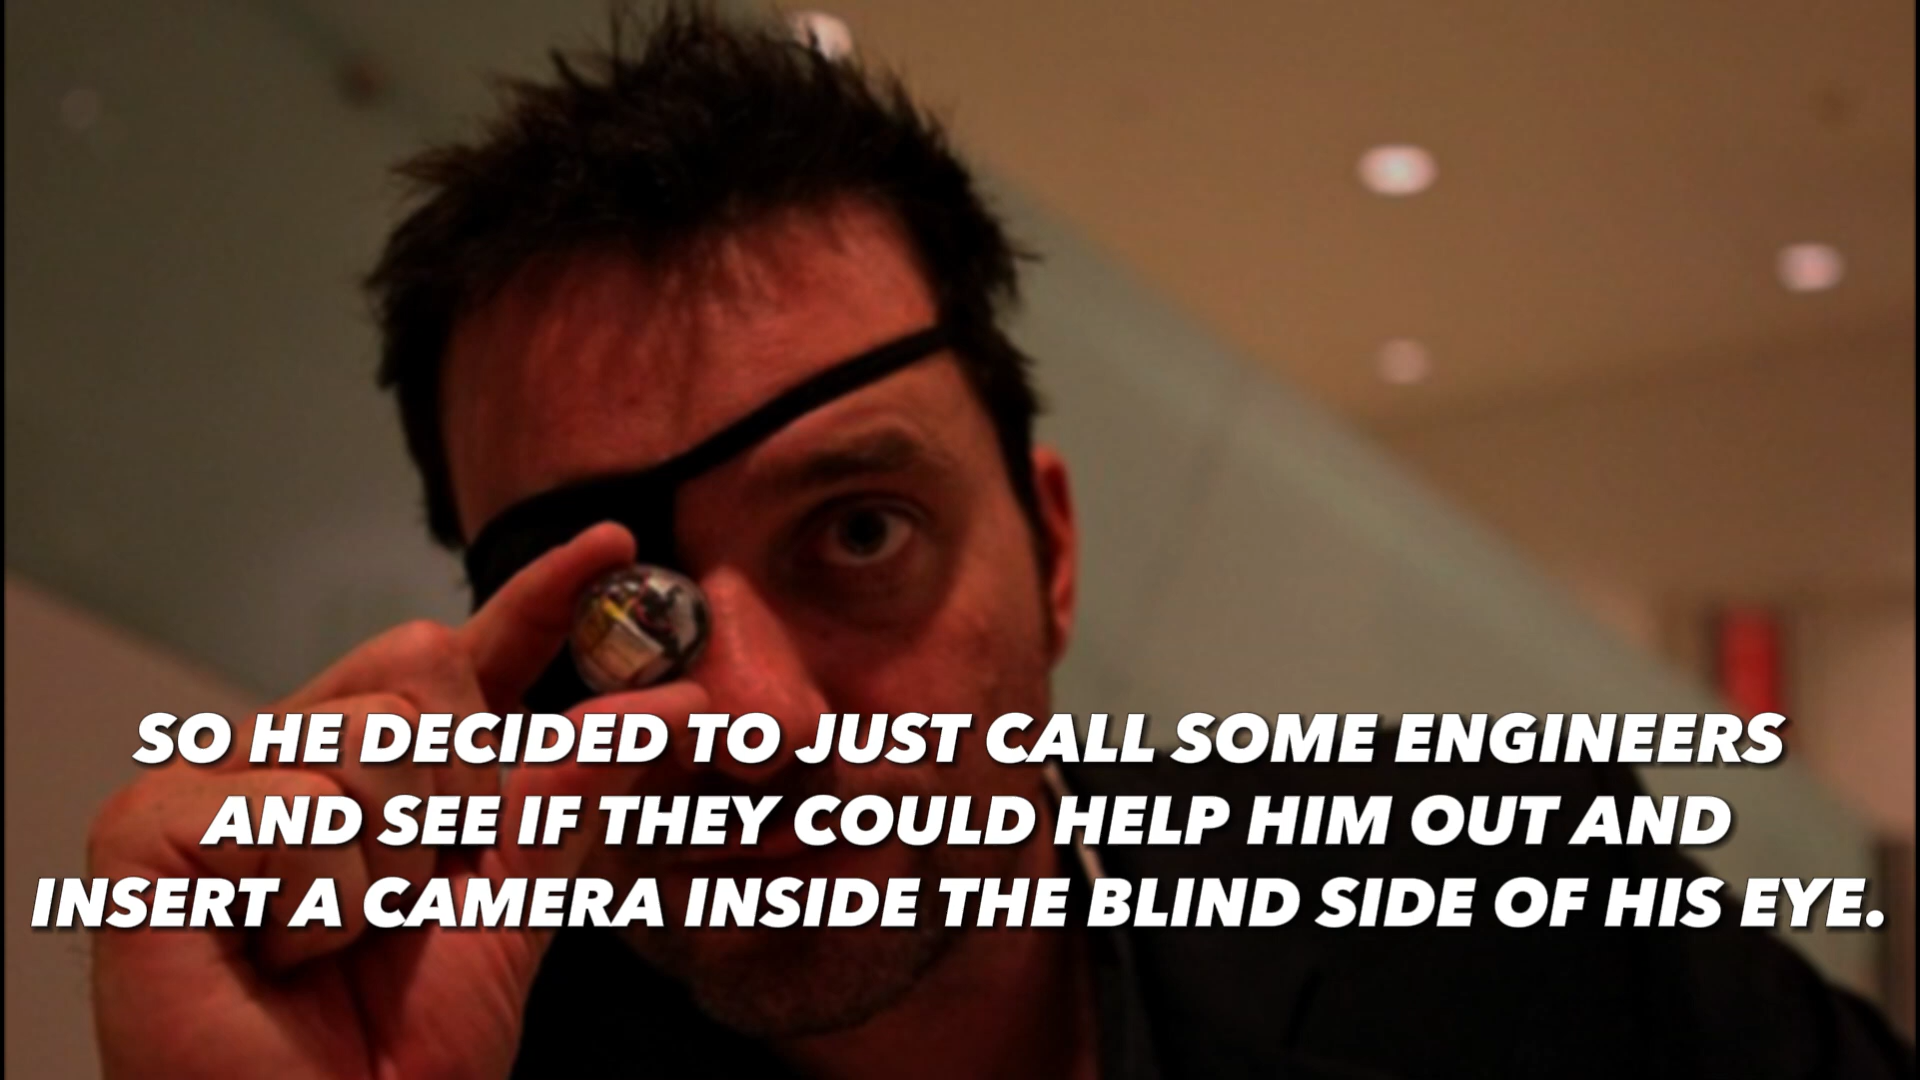 SO HE DECIDED TO JUST CALL SOME ENGINEERS
AND SEE IF THEY COULD HELP HIM OUT AND
INSERT A CAMERA INSIDE THE BLIND SIDE OF HIS EYE.